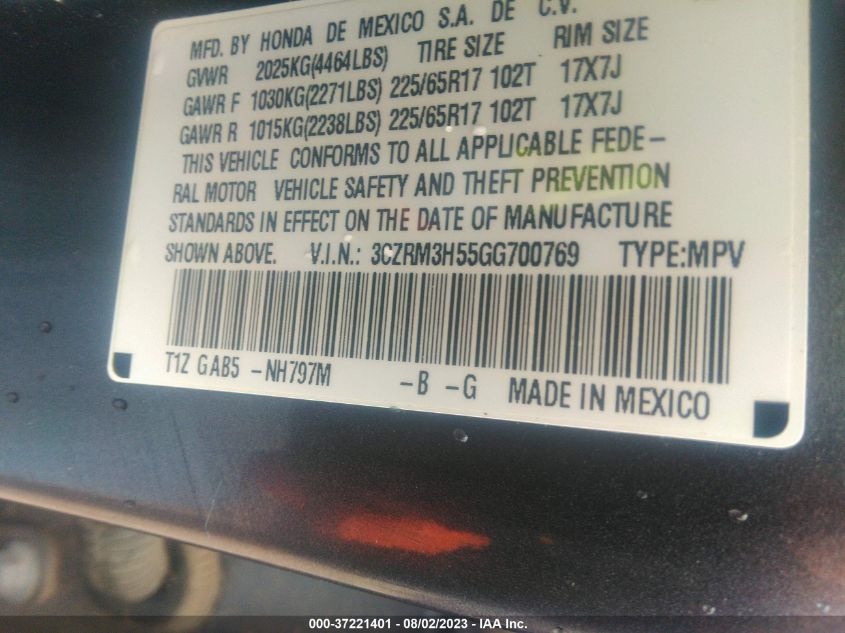 MFD. BY HONDA DE MEXICO S.A. DE C.V.
GVWR 2025KG(4464LBS) TIRE SIZE RIM SIZE
GAWR F 1030KG(2271LBS) 225/65R17 102T 17X7J
GAWR R 1015KG(2238LBS) 225/65R17 102T 17X7J
THIS VEHICLE CONFORMS TO ALL APPLICABLE FEDE-
RAL MOTOR VEHICLE SAFETY AND THEFT PREVENTION
STANDARDS IN EFFECT ON THE DATE OF MANUFACTURE
SHOWN ABOVE. V.I.N.: 3CZRM3H55GG700769 TYPE:MPV
T1Z GAB5 -NH797M -B -G MADE IN MEXICO
000-37221401 - 08/02/2023 - IAA Inc.